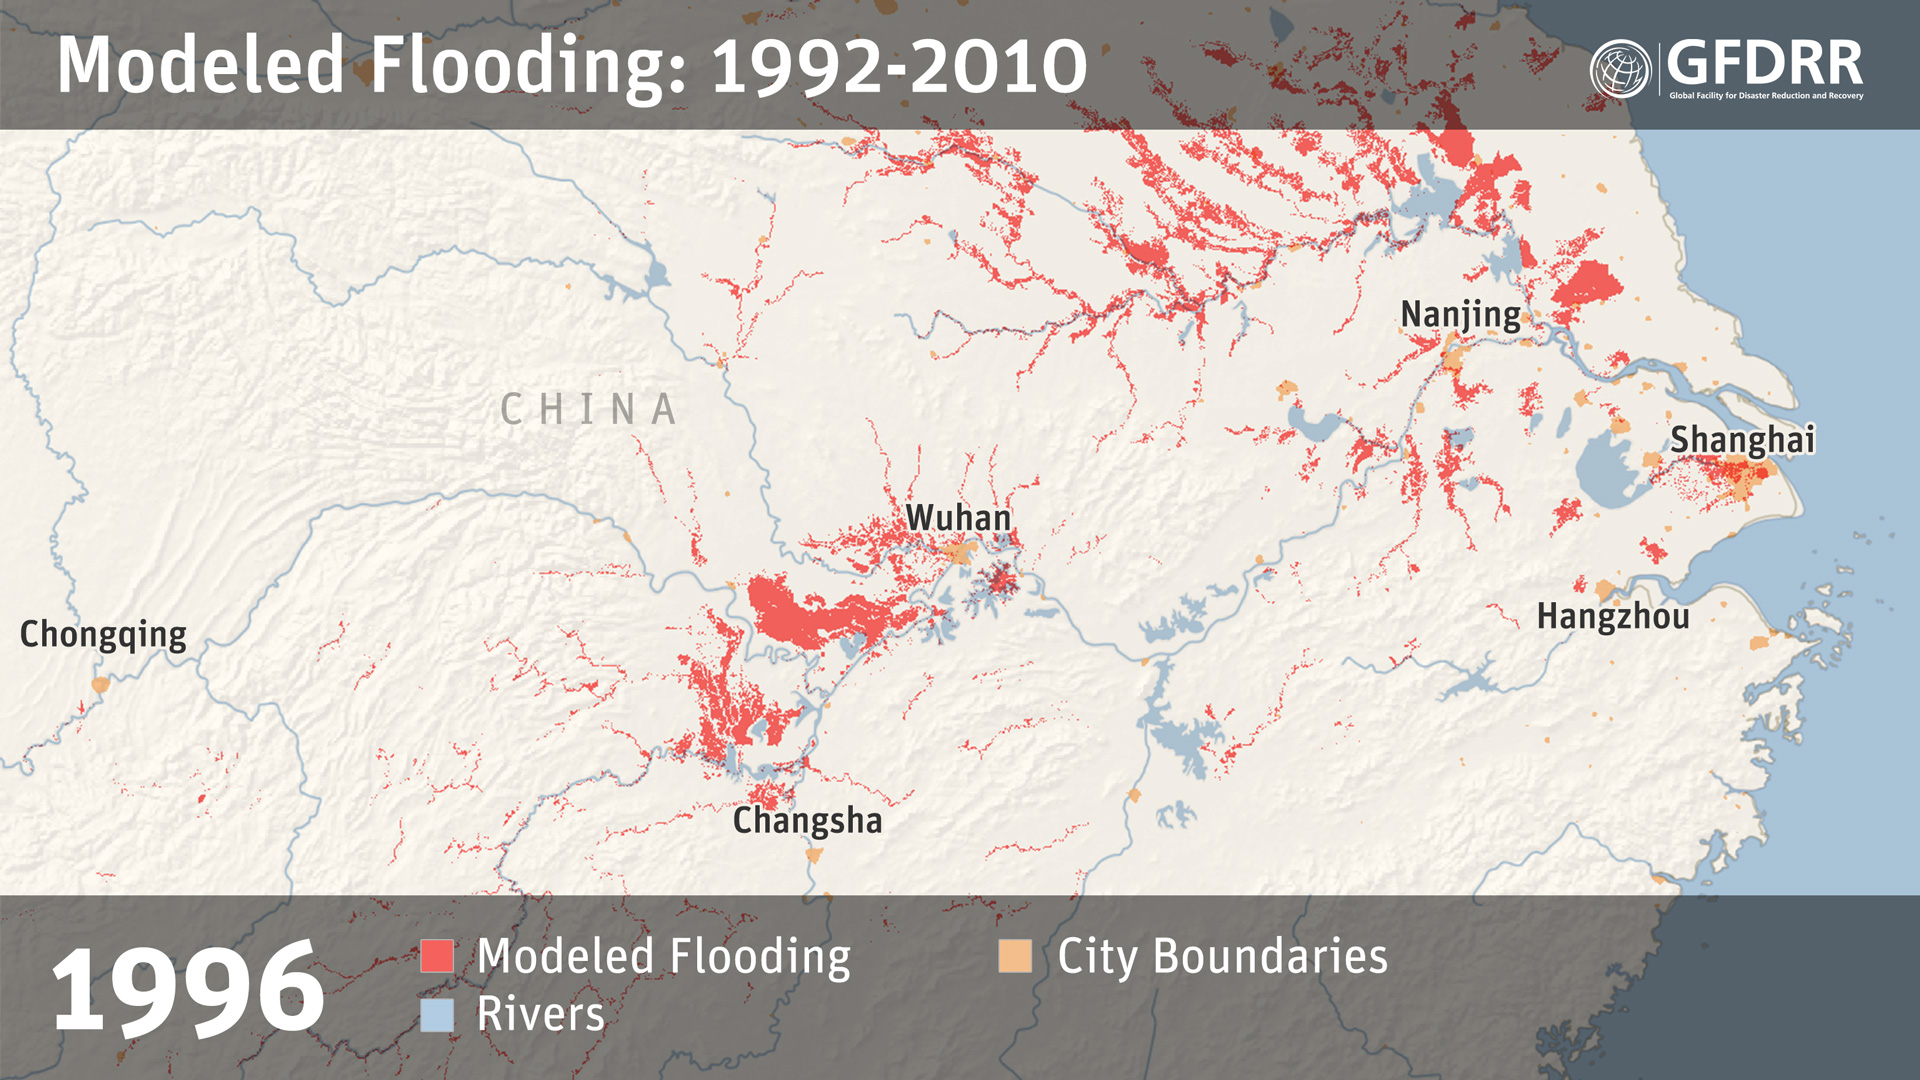 Modeled Flooding: 1992-2010
GFDRR
Global Facility for Disaster Reduction and Recovery
Nanjing
CHINA
Shanghai
Wuhan
Hangzhou
Chongqing
Changsha
1996
Modeled Flooding
City Boundaries
Rivers